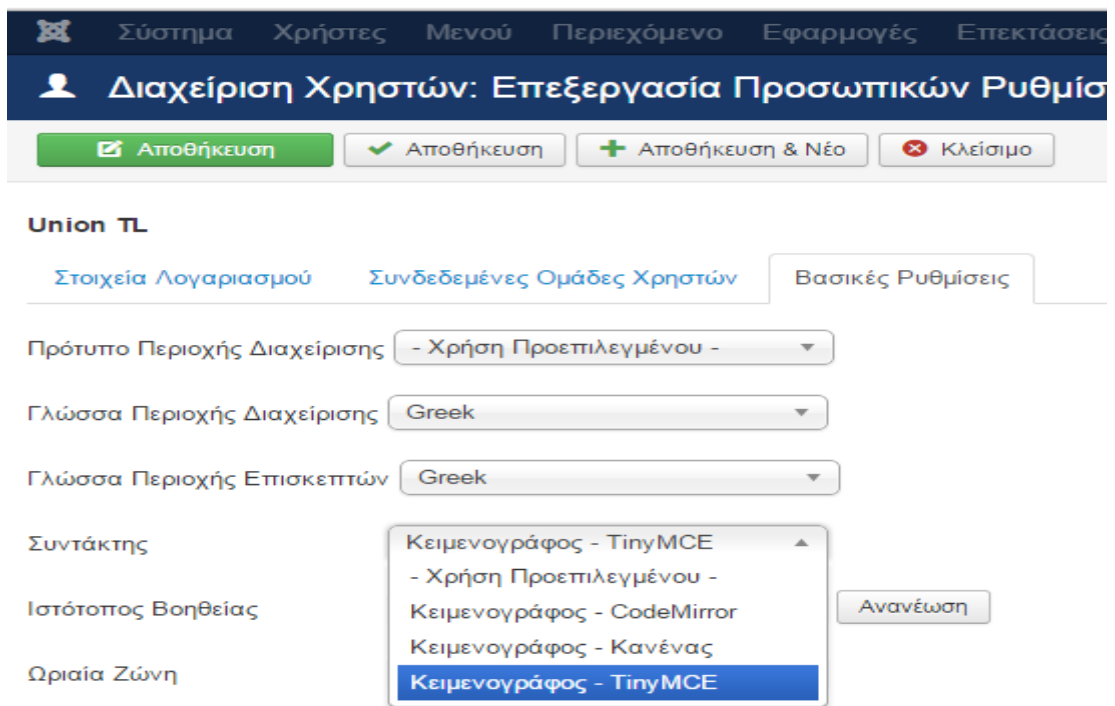 Σύστημα Χρήστες Μενού Περιεχόμενο Εφαρμογές Επεκτάσεις
Διαχείριση Χρηστών: Επεξεργασία Προσωπικών Ρυθμίσ
Αποθήκευση Αποθήκευση Αποθήκευση & Νέο Κλείσιμο
Union TL
Στοιχεία Λογαριασμού Συνδεδεμένες Ομάδες Χρηστών Βασικές Ρυθμίσεις
Πρότυπο Περιοχής Διαχείρισης - Χρήση Προεπιλεγμένου -
Γλώσσα Περιοχής Διαχείρισης Greek
Γλώσσα Περιοχής Επισκεπτών Greek
Συντάκτης Κειμενογράφος - TinyMCE
- Χρήση Προεπιλεγμένου -
Ιστότοπος Βοηθείας Κειμενογράφος - CodeMirror Ανανέωση
Κειμενογράφος - Κανένας
Ωριαία Ζώνη Κειμενογράφος - TinyMCE